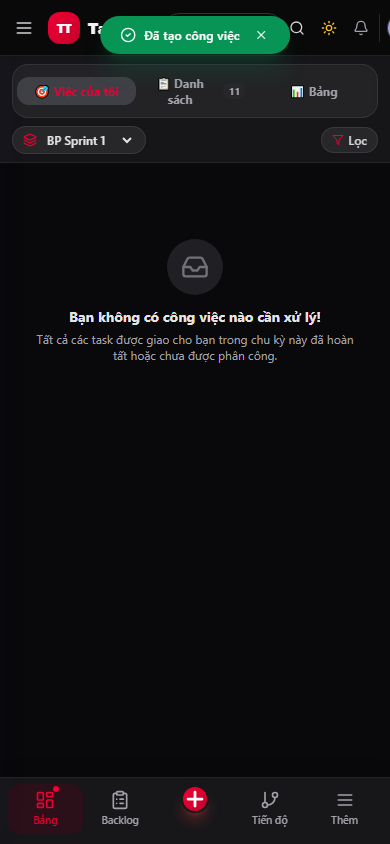 TT
Đã tạo công việc
Việc của tôi
Danh sách
11
Bảng
BP Sprint 1
Lọc
Bạn không có công việc nào cần xử lý!
Tất cả các task được giao cho bạn trong chu kỳ này đã hoàn
tất hoặc chưa được phân công.
Bảng
Backlog
Tiến độ
Thêm